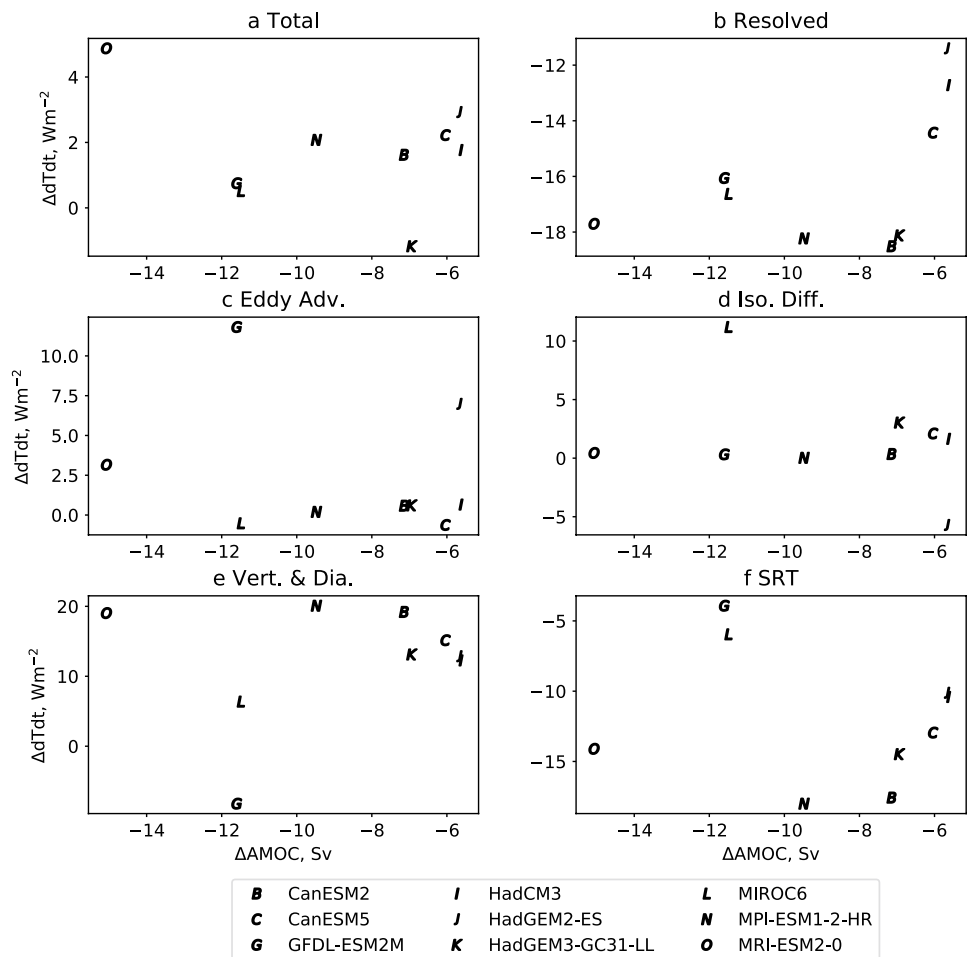 a Total
b Resolved
O
4
2
0
ΔdTdt, Wm−2
G
L
N
B
K
C
J
I
−14
−12
−10
−8
−6
−12
−14
−16
−18
O
G
L
N
B
K
C
J
I
−14
−12
−10
−8
−6
c Eddy Adv.
d Iso. Diff.
10.0
7.5
5.0
2.5
0.0
ΔdTdt, Wm−2
O
G
L
N
B
K
C
J
I
−14
−12
−10
−8
−6
10
5
0
−5
O
G
L
N
B
K
C
J
I
−14
−12
−10
−8
−6
e Vert. & Dia.
f SRT
20
10
0
ΔdTdt, Wm−2
O
G
L
N
B
K
C
J
I
−14
−12
−10
−8
−6
ΔAMOC, Sv
−5
−10
−15
O
G
L
N
B
K
C
J
I
−14
−12
−10
−8
−6
ΔAMOC, Sv
B CanESM2
C CanESM5
G GFDL-ESM2M
I HadCM3
J HadGEM2-ES
K HadGEM3-GC31-LL
L MIROC6
N MPI-ESM1-2-HR
O MRI-ESM2-0